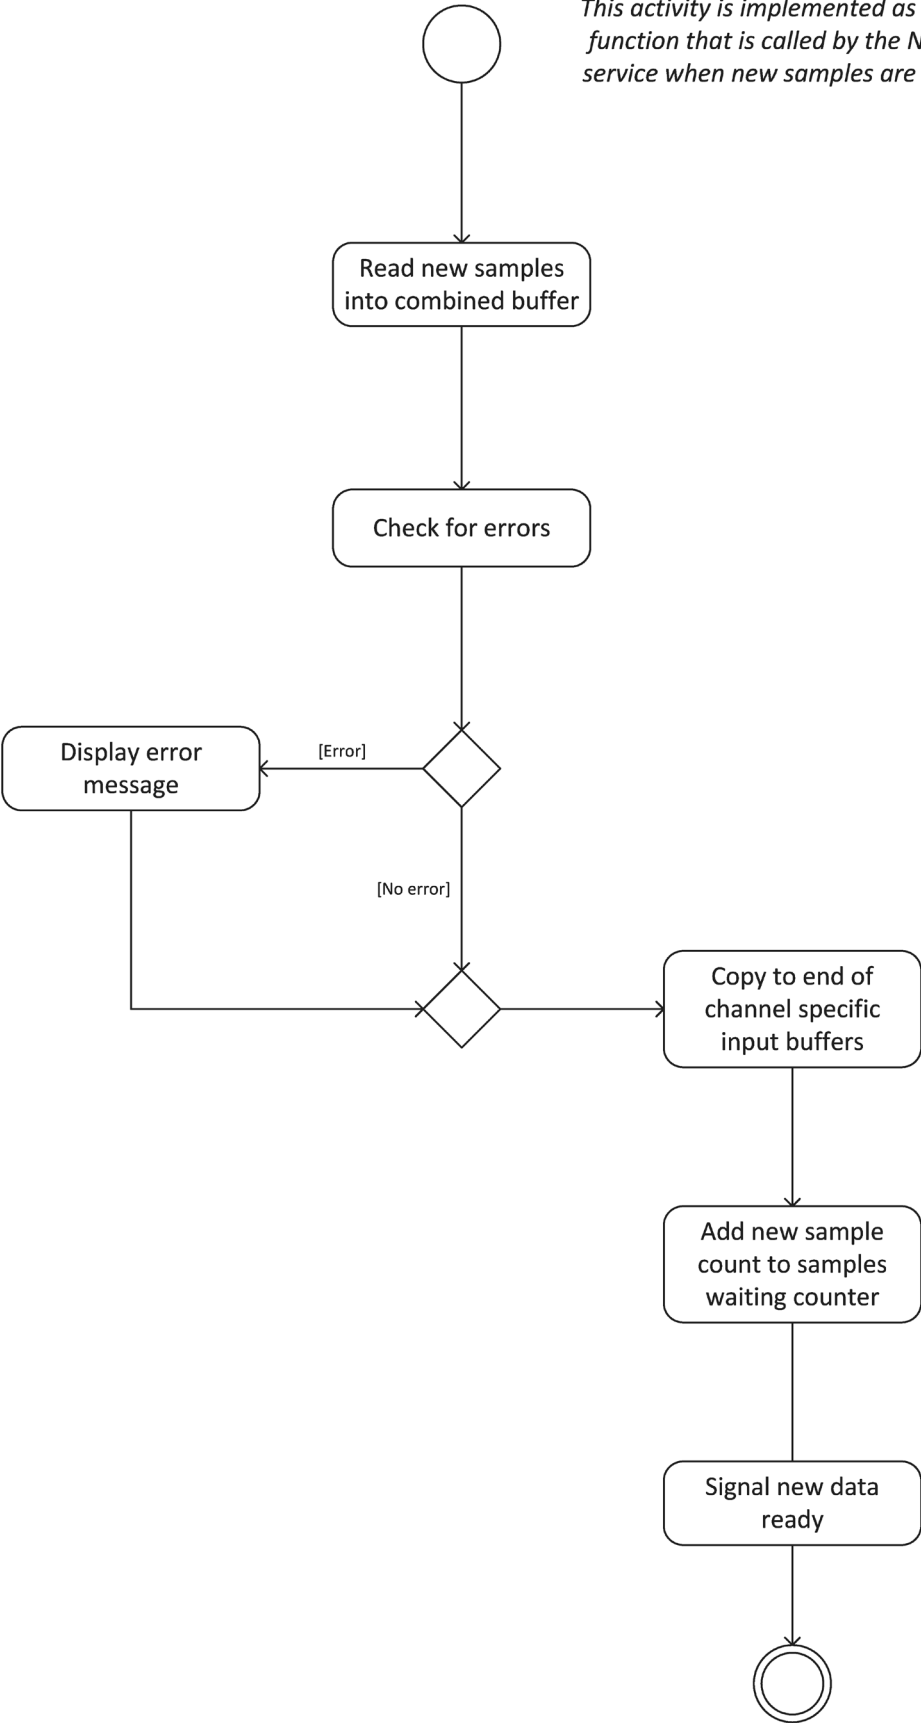 This activity is implemented as
function that is called by the
service when new samples are
Read new samples
into combined buffer
Check for errors
Display error
message
[Error]
[No error]
Copy to end of
channel specific
input buffers
Add new sample
count to samples
waiting counter
Signal new data
ready